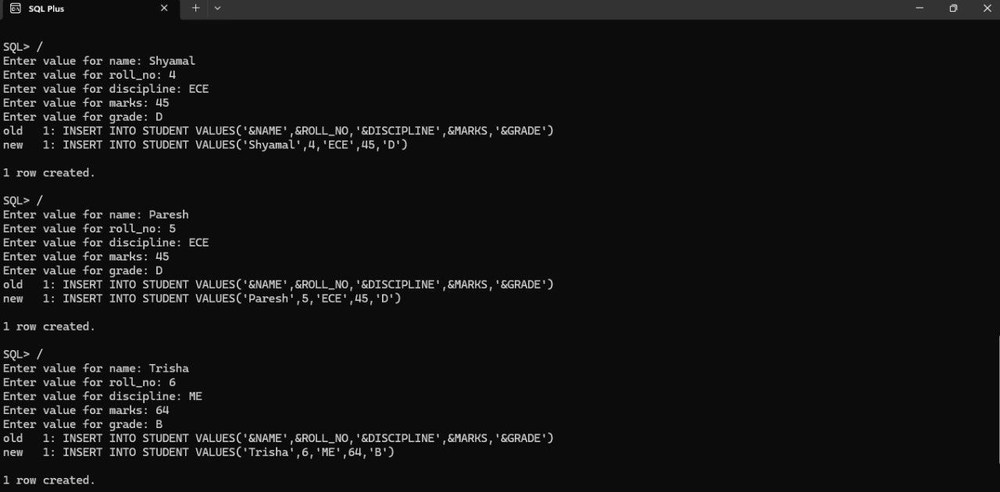 SQL Plus
SQL> /
Enter value for name: Shyamal
Enter value for roll_no: 4
Enter value for discipline: ECE
Enter value for marks: 45
Enter value for grade: D
old   1: INSERT INTO STUDENT VALUES('&NAME',&ROLL_NO,'&DISCIPLINE',&MARKS,'&GRADE')
new   1: INSERT INTO STUDENT VALUES('Shyamal',4,'ECE',45,'D')
1 row created.
SQL> /
Enter value for name: Paresh
Enter value for roll_no: 5
Enter value for discipline: ECE
Enter value for marks: 45
Enter value for grade: D
old   1: INSERT INTO STUDENT VALUES('&NAME',&ROLL_NO,'&DISCIPLINE',&MARKS,'&GRADE')
new   1: INSERT INTO STUDENT VALUES('Paresh',5,'ECE',45,'D')
1 row created.
SQL> /
Enter value for name: Trisha
Enter value for roll_no: 6
Enter value for discipline: ME
Enter value for marks: 64
Enter value for grade: B
old   1: INSERT INTO STUDENT VALUES('&NAME',&ROLL_NO,'&DISCIPLINE',&MARKS,'&GRADE')
new   1: INSERT INTO STUDENT VALUES('Trisha',6,'ME',64,'B')
1 row created.